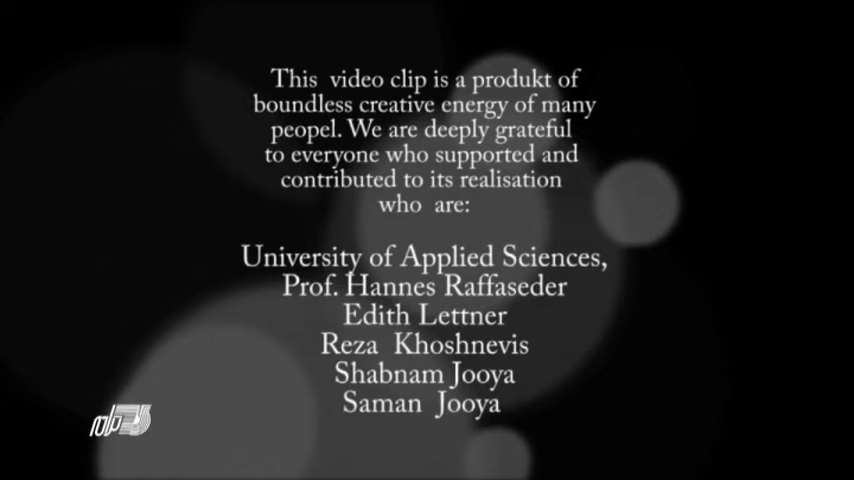 This video clip is a produkt of
boundless creative energy of many
peopel. We are deeply grateful
to everyone who supported and
contributed to its realisation
who are:
University of Applied Sciences,
Prof. Hannes Raffaseder
Edith Lettner
Reza Khoshnevis
Shabnam Jooya
Saman Jooya